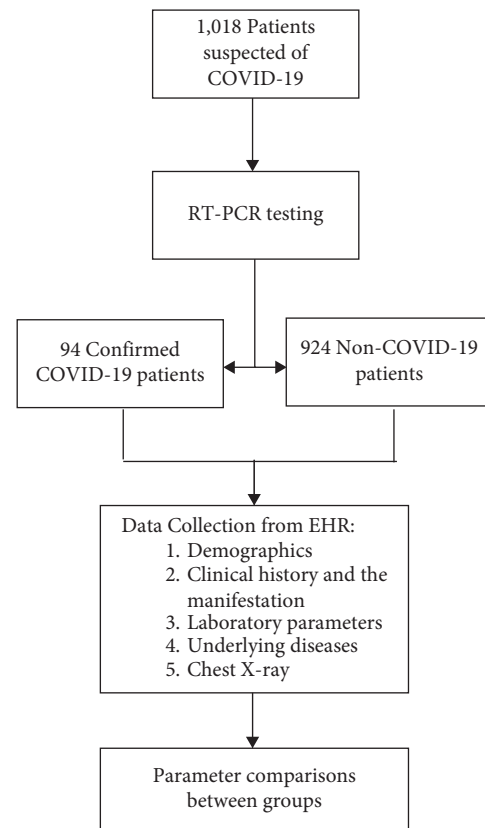 1,018 Patients
suspected of
COVID-19
RT-PCR testing
94 Confirmed
COVID-19 patients
924 Non-COVID-19
patients
Data Collection from EHR:
1. Demographics
2. Clinical history and the
manifestation
3. Laboratory parameters
4. Underlying diseases
5. Chest X-ray
Parameter comparisons
between groups